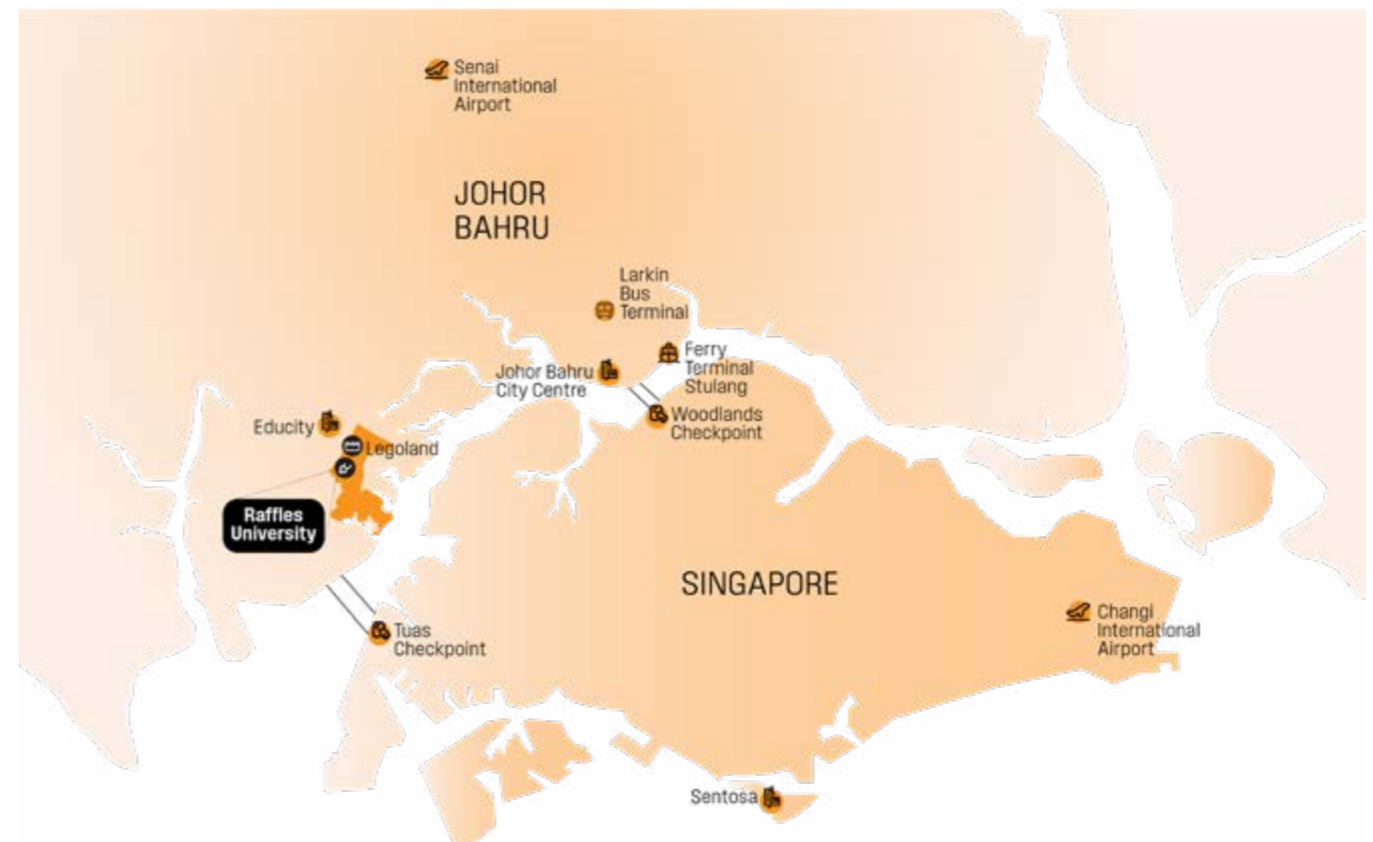 Senai
International
Airport
JOHOR
BAHRU
Larkin
Bus
Terminal
Ferry
Terminal
Stulang
Johor Bahru
City Centre
Woodlands
Checkpoint
Educity
Legoland
Raffles
University
SINGAPORE
Changi
International
Airport
Tuas
Checkpoint
Sentosa